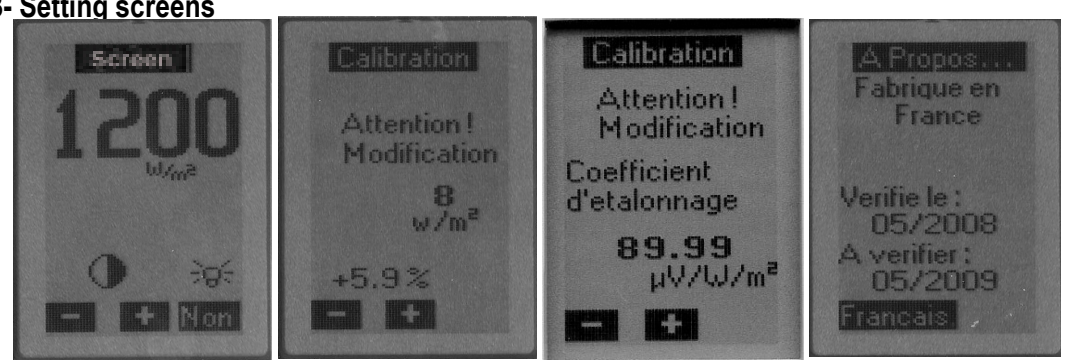 3- Setting screens
Screen
1200
W/m²
- + Non
Calibration
Attention !
Modification
8
w/m²
+5.9 %
- +
Calibration
Attention !
Modification
Coefficient
d'etalonnage
89.99
µV/W/m²
- +
A Propos...
Fabrique en
France
Verifie le :
05/2008
A verifier :
05/2009
Francais